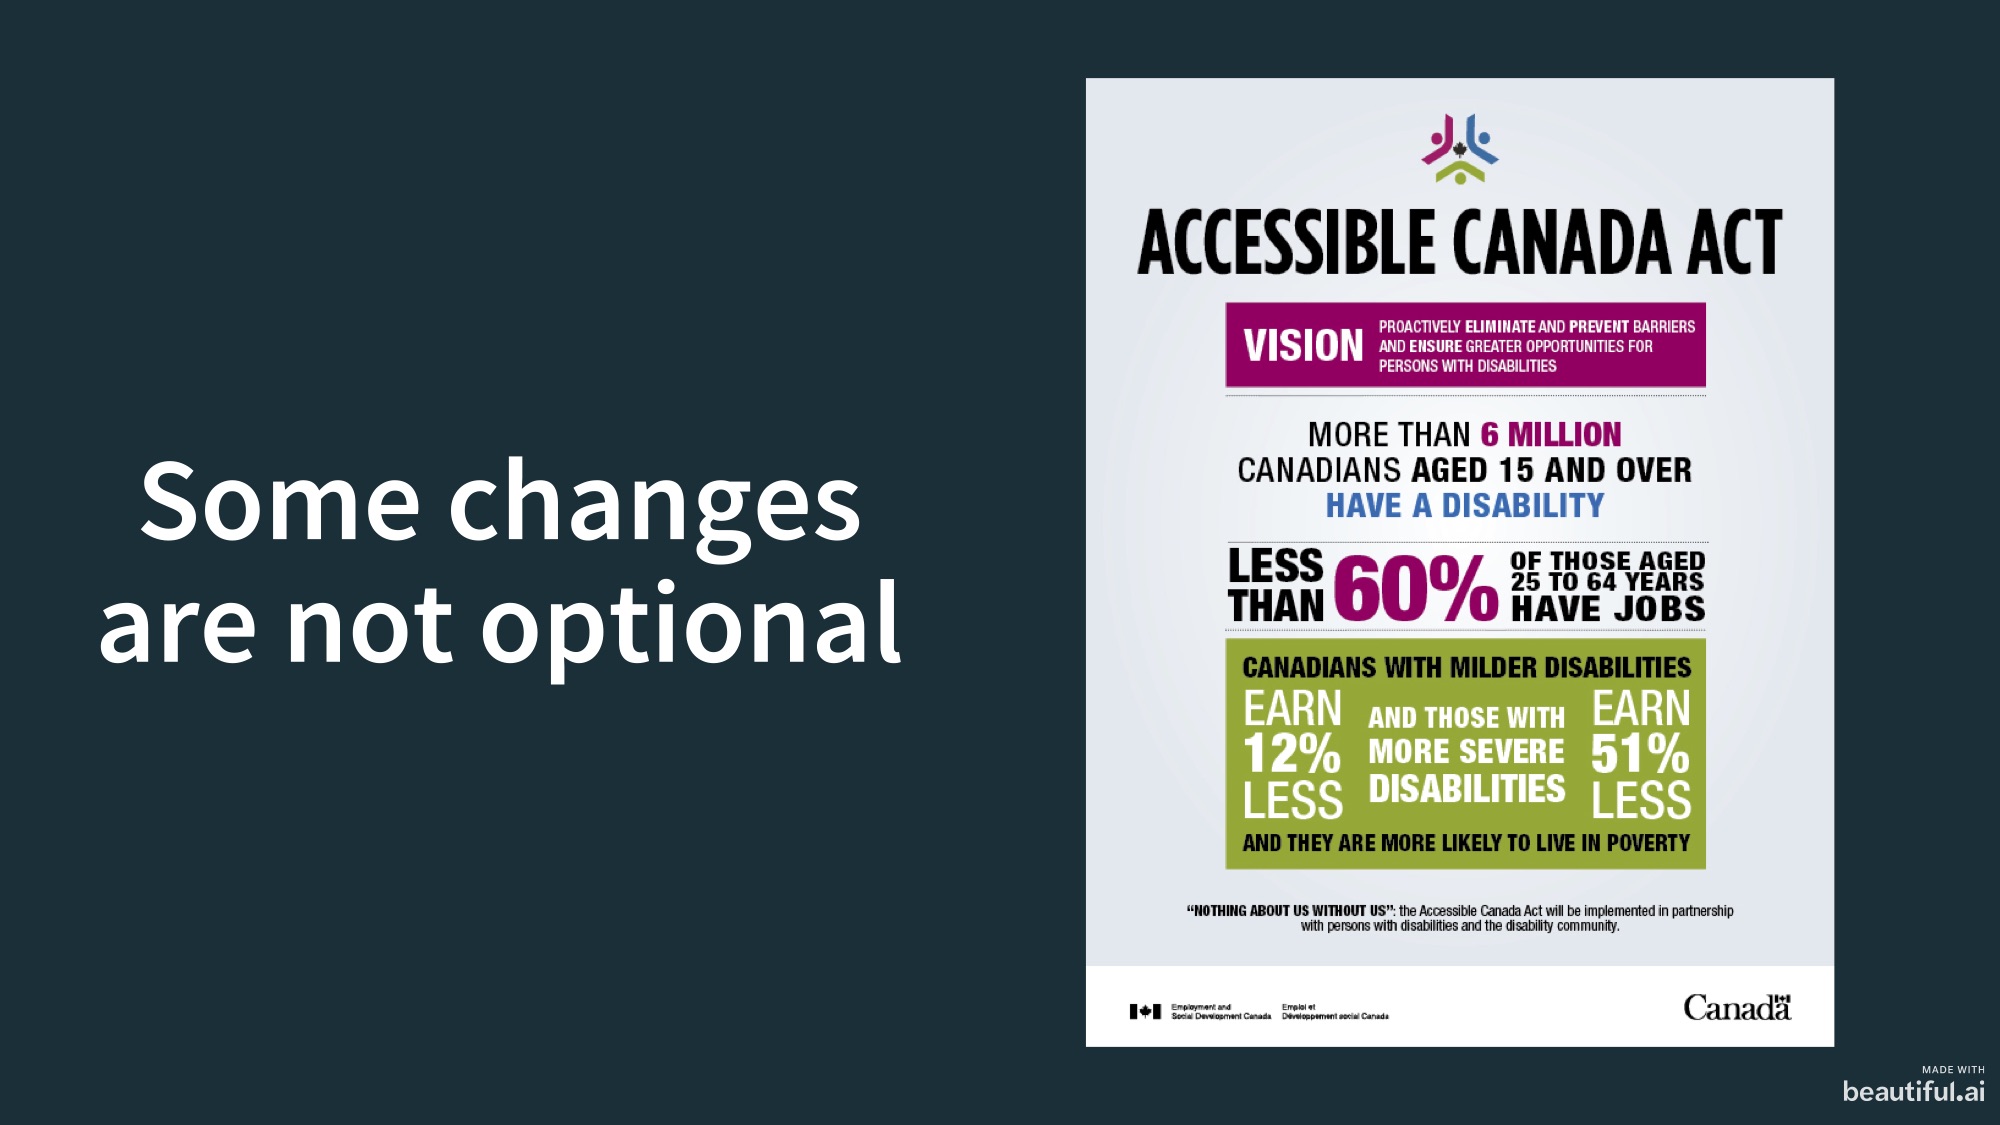 Some changes
are not optional
ACCESSIBLE CANADA ACT
VISION
PROACTIVELY ELIMINATE AND PREVENT BARRIERS
AND ENSURE GREATER OPPORTUNITIES FOR
PERSONS WITH DISABILITIES
MORE THAN 6 MILLION
CANADIANS AGED 15 AND OVER
HAVE A DISABILITY
LESS
THAN
60%
OF THOSE AGED
25 TO 64 YEARS
HAVE JOBS
CANADIANS WITH MILDER DISABILITIES
EARN
12%
LESS
AND THOSE WITH
MORE SEVERE
DISABILITIES
EARN
51%
LESS
AND THEY ARE MORE LIKELY TO LIVE IN POVERTY
“NOTHING ABOUT US WITHOUT US”: the Accessible Canada Act will be implemented in partnership
with persons with disabilities and the disability community.
Employment and
Social Development Canada
Emploi et
Développement social Canada
Canada
MADE WITH
beautiful.ai